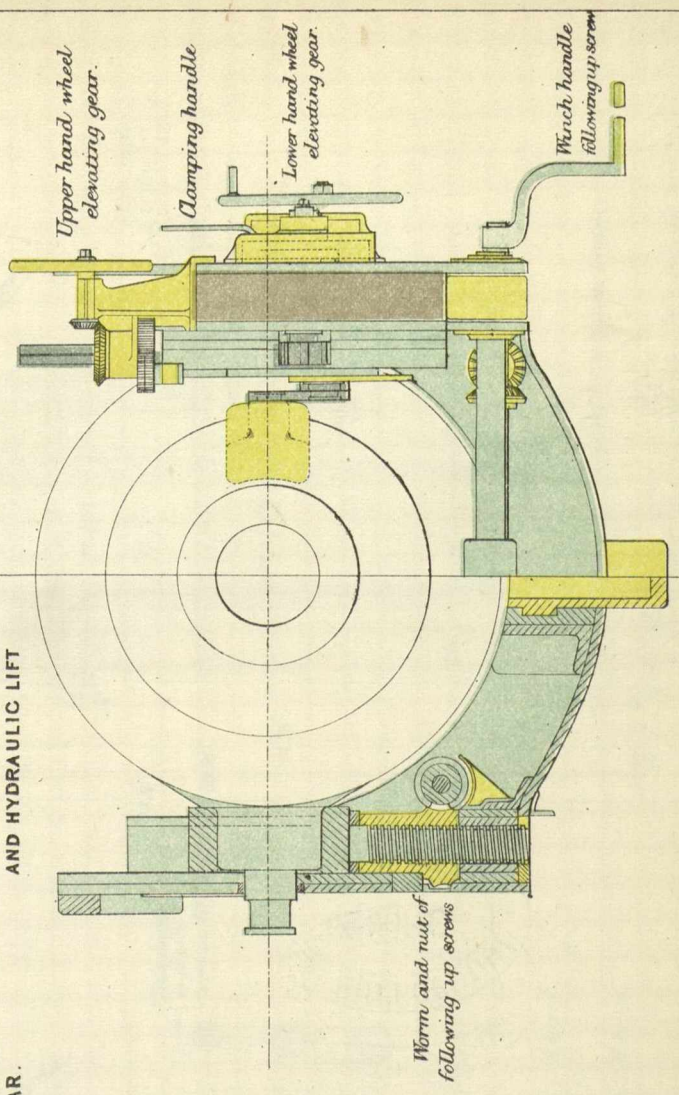 AR.
AND HYDRAULIC LIFT
Upper hand wheel
elevating gear.
Clamping handle
Lower hand wheel
elevating gear.
Winch handle
following up screw
Worm and nut of
following up screws